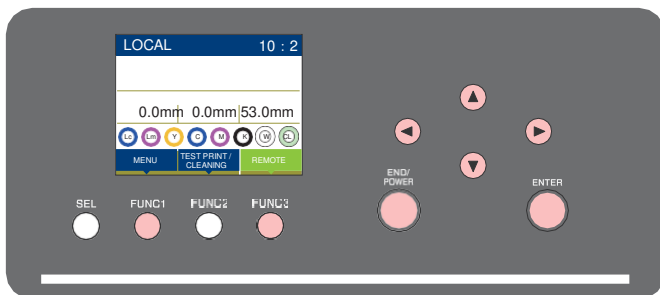 LOCAL 10 : 2
0.0mm 0.0mm 53.0mm
Lc Lm Y C M K W CL
MENU TEST PRINT / CLEANING REMOTE
END/
POWER
ENTER
SEL FUNC1 FUNC2 FUNC3